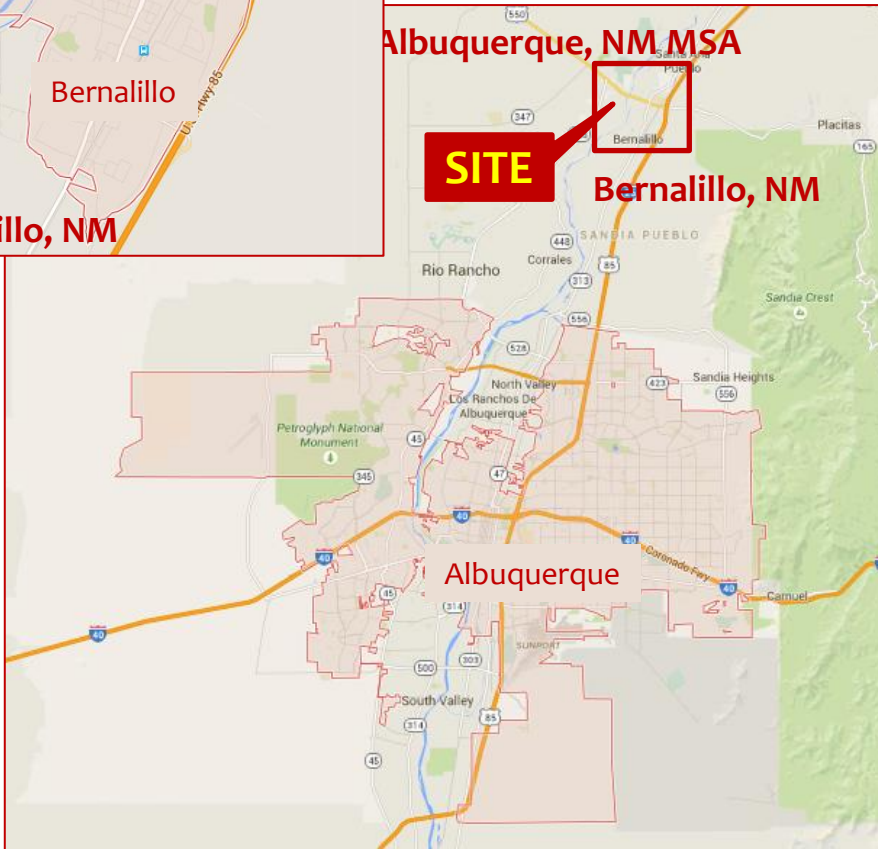 Bernalillo
U.S. Hwy 85
illo, NM
550
Albuquerque, NM MSA
Santa Ana
Pueblo
347
Placitas
165
Bernalillo
SITE
Bernalillo, NM
SANDIA PUEBLO
448
Corrales
85
Rio Rancho
313
Sandia Crest
556
528
North Valley
423
Sandia Heights
556
Los Ranchos De
Albuquerque
Petroglyph National
Monument
45
47
345
40
40
40
Coronado Fwy
Albuquerque
40
Carnuel
45
314
40
SUNPORT
500
303
South Valley
85
314
45